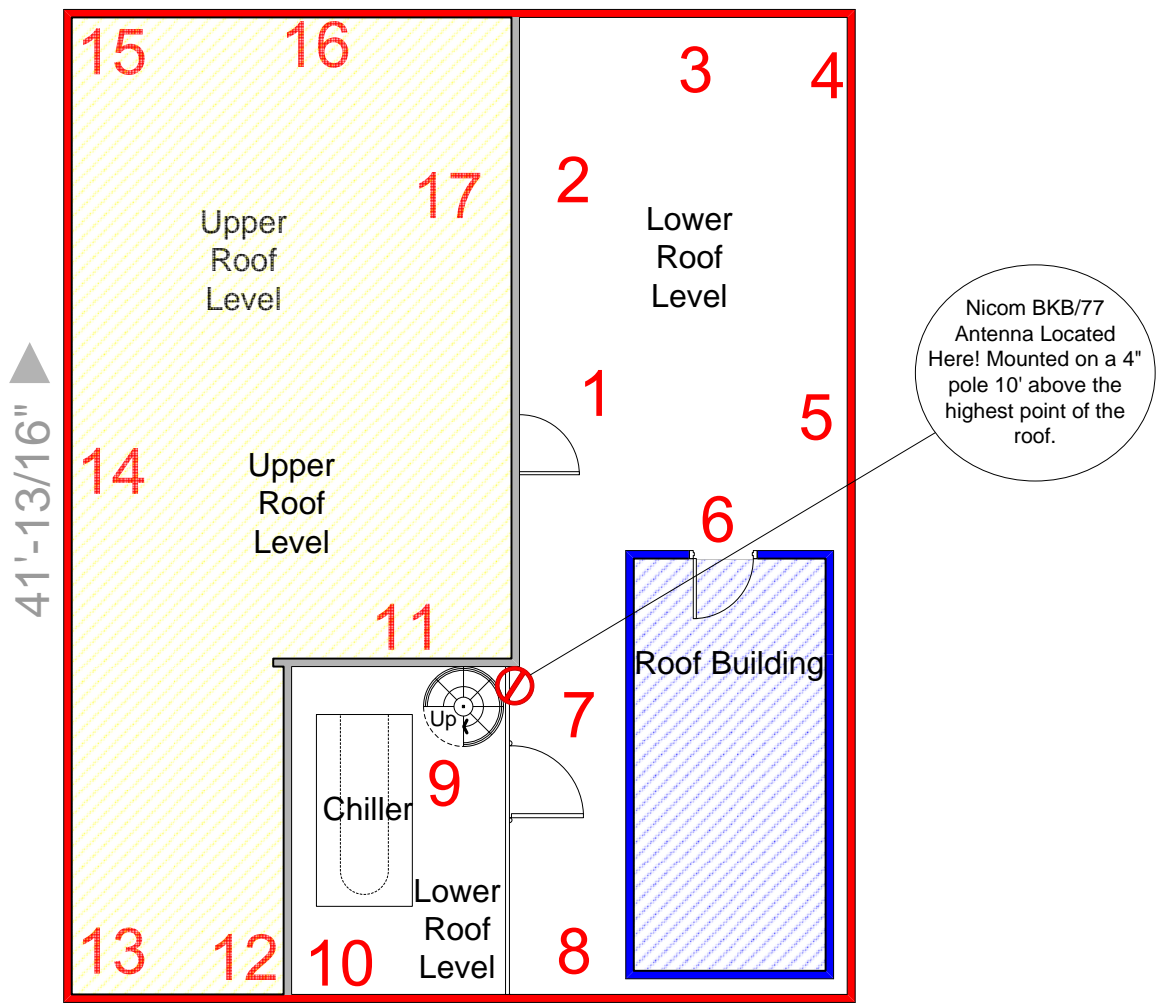 15
16
3
4
2
17
Upper
Roof
Level
Lower
Roof
Level
Nicom BKB/77
Antenna Located
Here! Mounted on a 4"
pole 10' above the
highest point of the
roof.
41'-13/16"
1
5
14
Upper
Roof
Level
6
11
Roof Building
7
Up
9
Chiller
Lower
Roof
Level
13
12
10
8